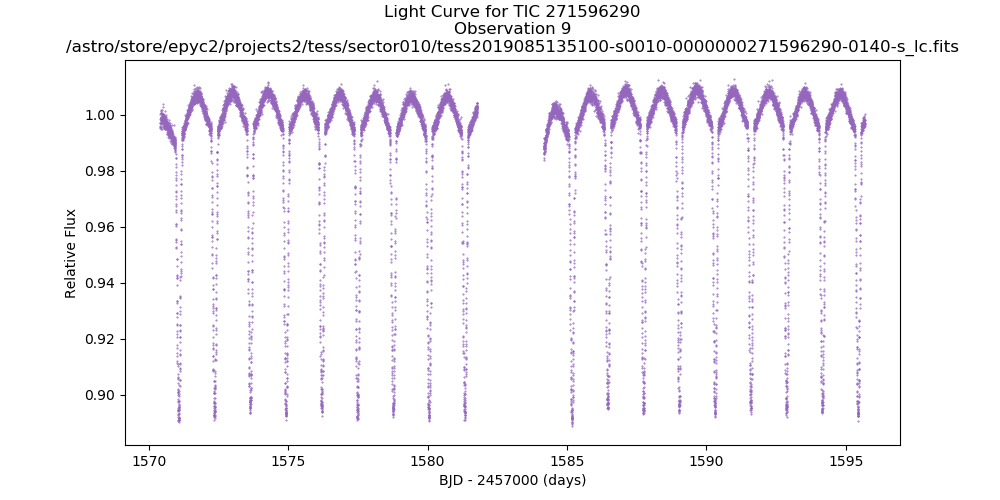 Light Curve for TIC 271596290
Observation 9
/astro/store/epyc2/projects2/tess/sector010/tess2019085135100-s0010-0000000271596290-0140-s_lc.fits
1.00
0.98
0.96
0.94
0.92
0.90
Relative Flux
1570 1575 1580 1585 1590 1595
BJD - 2457000 (days)